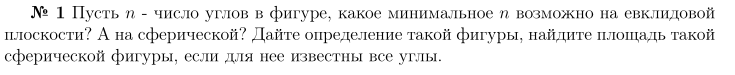 № 1 Пусть n - число углов в фигуре, какое минимальное n возможно на евклидовой
плоскости? А на сферической? Дайте определение такой фигуры, найдите площадь такой
сферической фигуры, если для нее известны все углы.